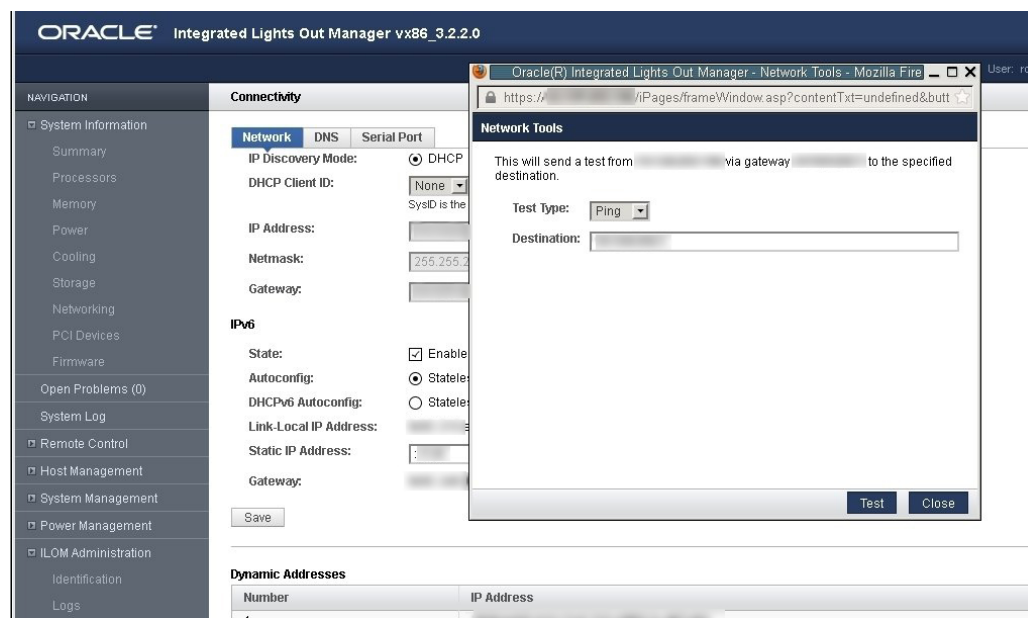 ORACLE® Integrated Lights Out Manager vx86_3.2.2.0
User: ro
NAVIGATION
System Information
Summary
Processors
Memory
Power
Cooling
Storage
Networking
PCI Devices
Firmware
Open Problems (0)
System Log
Remote Control
Host Management
System Management
Power Management
ILOM Administration
Identification
Logs
Connectivity
Network DNS Serial Port
IP Discovery Mode: DHCP
DHCP Client ID: None
SysID is the
IP Address:
Netmask: 255.255.2
Gateway:
IPv6
State: Enable
Autoconfig: Stateles
DHCPv6 Autoconfig: Stateles
Link-Local IP Address:
Static IP Address: :
Gateway:
Save
Dynamic Addresses
Number IP Address
Oracle(R) Integrated Lights Out Manager - Network Tools - Mozilla Fire
https:/ /iPages/frameWindow.asp?contentTxt=undefined&butt
Network Tools
This will send a test from via gateway to the specified
destination.
Test Type: Ping
Destination:
Test Close